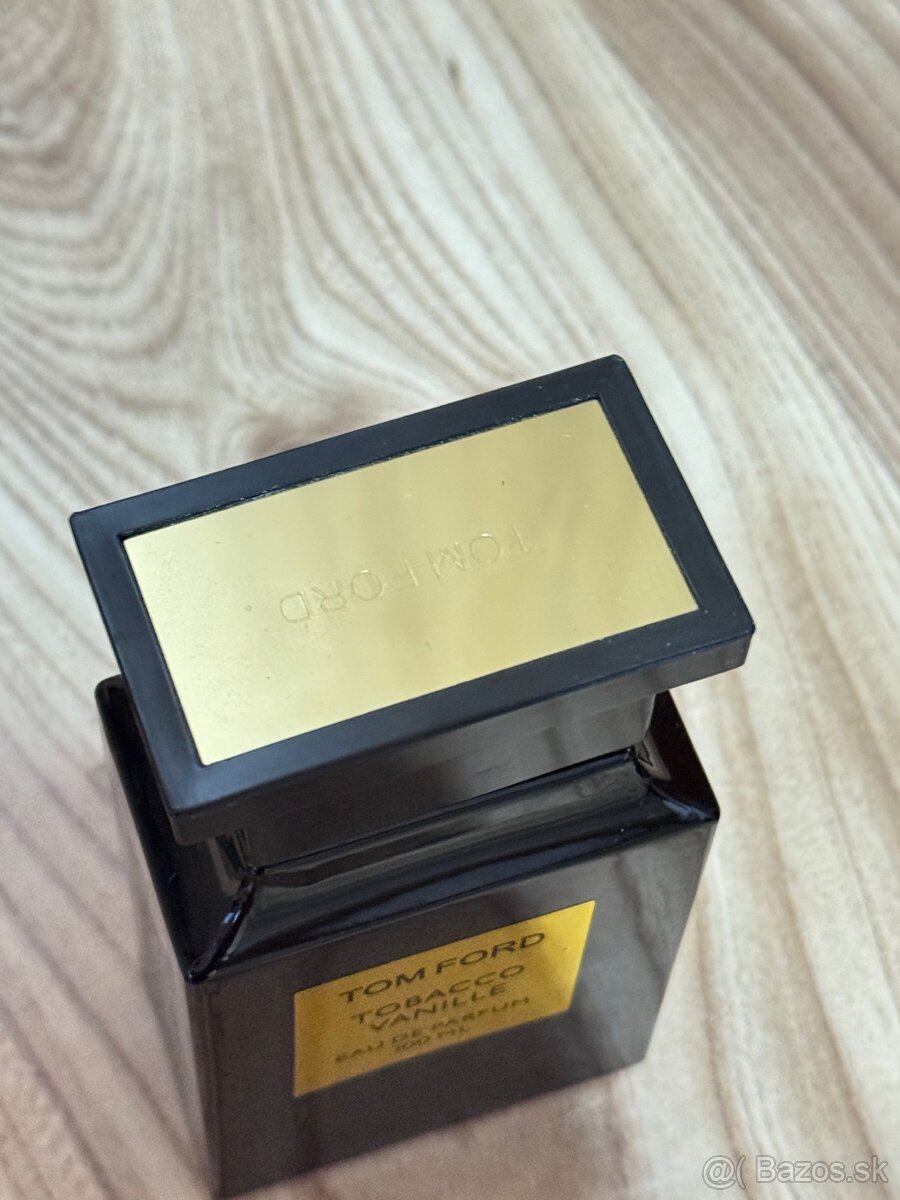 TOM FORD
TOM FORD
TOBACCO
VANILLE
EAU DE PARFUM
100 ML
@( Bazos.sk